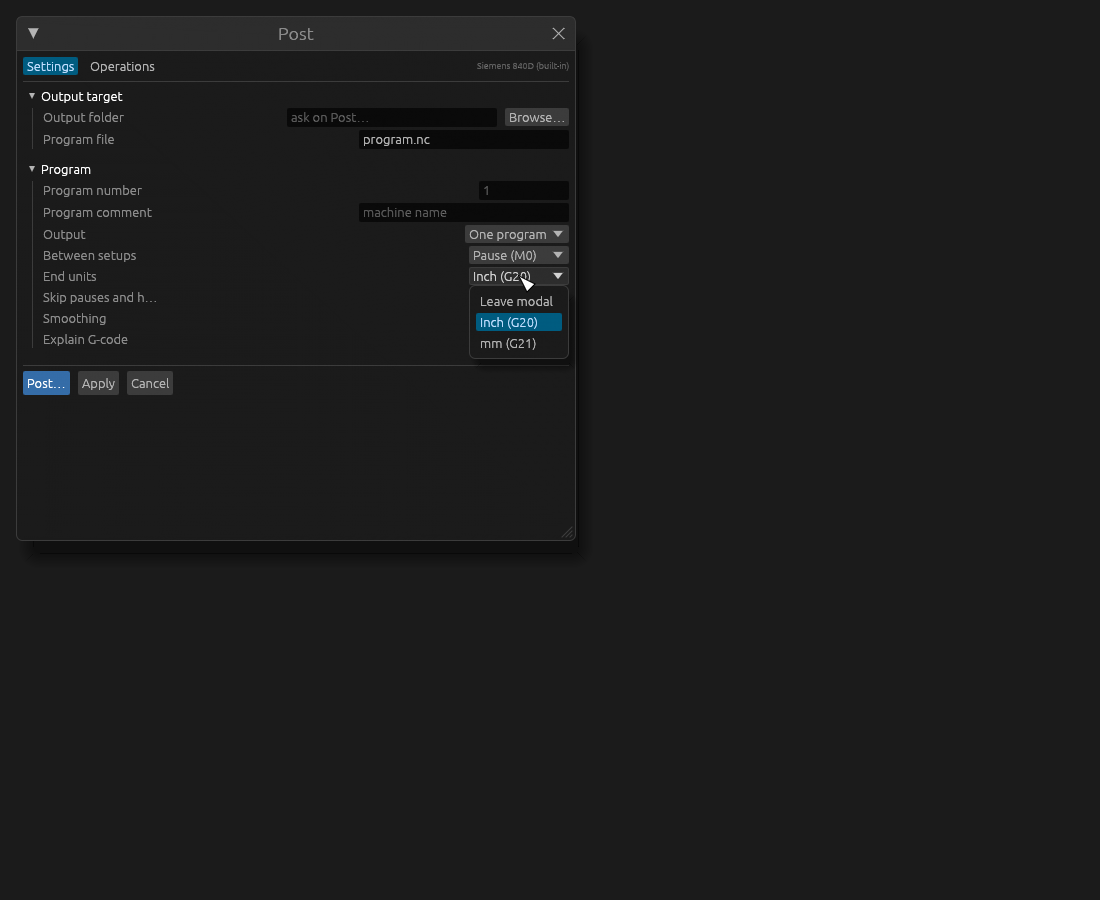 Post
Settings Operations Siemens 840D (built-in)
Output target
Output folder ask on Post... Browse...
Program file program.nc
Program
Program number 1
Program comment machine name
Output One program
Between setups Pause (M0)
End units Inch (G20)
Skip pauses and h...
Leave modal
Smoothing
Inch (G20)
Explain G-code
mm (G21)
Post... Apply Cancel